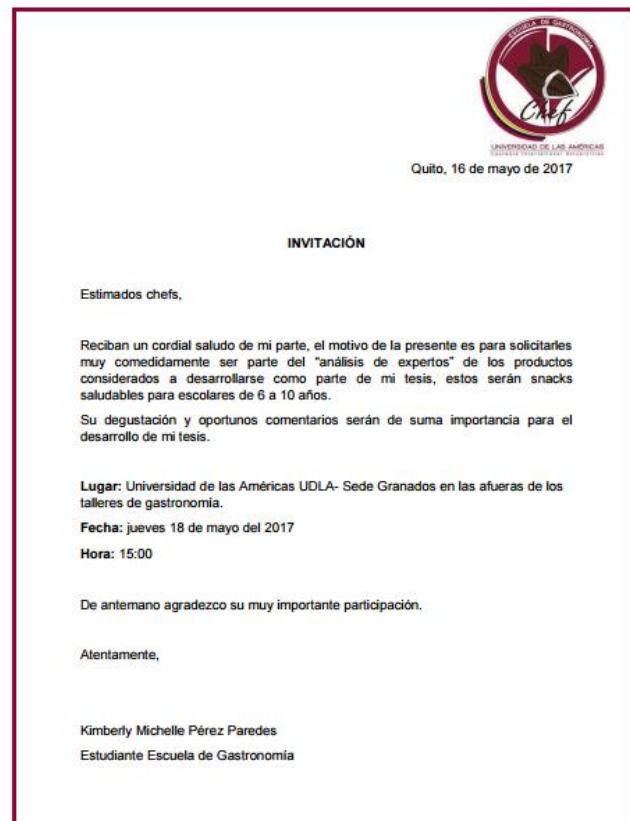 ESCUELA DE GASTRONOMÍA
Chef
UNIVERSIDAD DE LAS AMÉRICAS
Laureate International Universities
Quito, 16 de mayo de 2017
INVITACIÓN
Estimados chefs,
Reciban un cordial saludo de mi parte, el motivo de la presente es para solicitarles
muy comedidamente ser parte del “análisis de expertos” de los productos
considerados a desarrollarse como parte de mi tesis, estos serán snacks
saludables para escolares de 6 a 10 años.
Su degustación y oportunos comentarios serán de suma importancia para el
desarrollo de mi tesis.
Lugar: Universidad de las Américas UDLA- Sede Granados en las afueras de los
talleres de gastronomía.
Fecha: jueves 18 de mayo del 2017
Hora: 15:00
De antemano agradezco su muy importante participación.
Atentamente,
Kimberly Michelle Pérez Paredes
Estudiante Escuela de Gastronomía